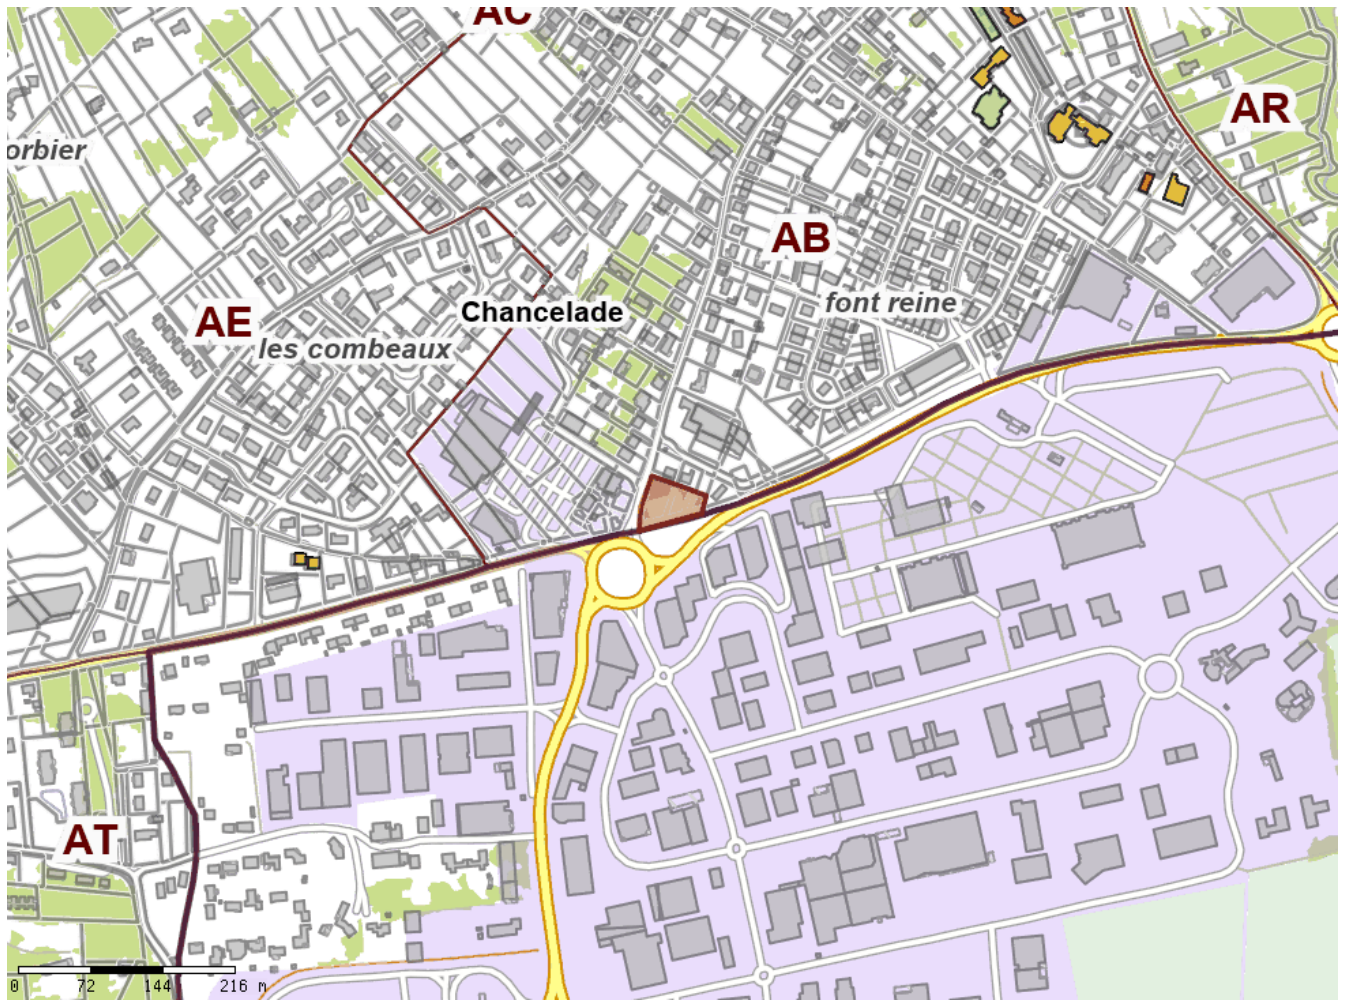 AC
AR
orbier
AB
font reine
Chancelade
AE
les combeaux
AT
0 72 144 216 m